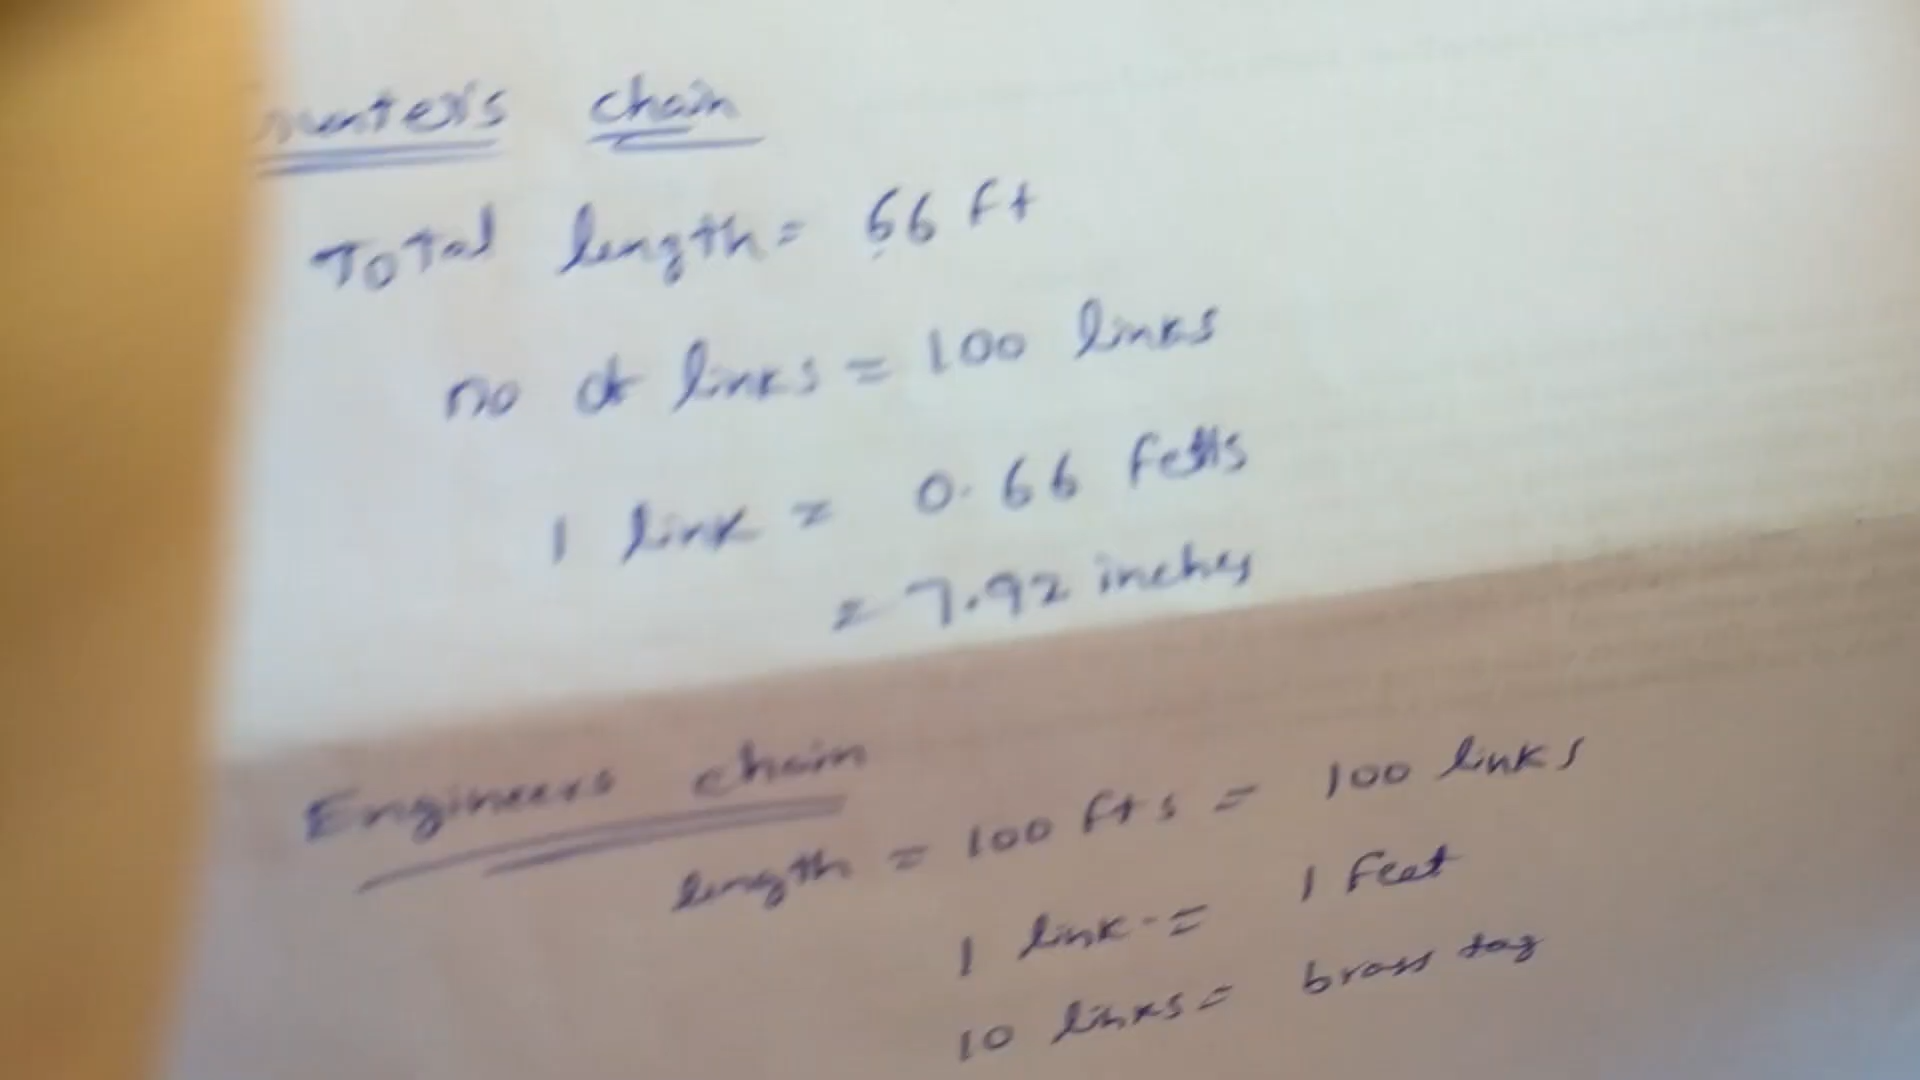 chain
Total length = 66 ft
no of links = 100 links
1 link = 0.66
= 7.92 inches
Engineers chain
length = 100 fts = 100 links
1 link = 1 feet
10 links = brass tag